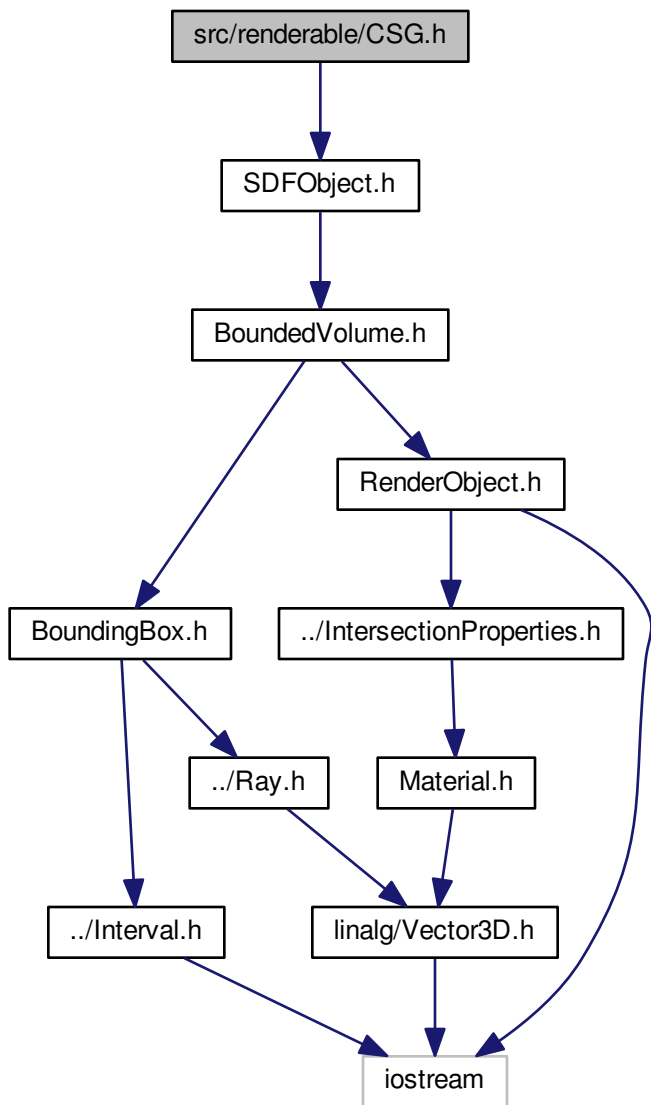 src/renderable/CSG.h
SDFObject.h
BoundedVolume.h
RenderObject.h
BoundingBox.h
../IntersectionProperties.h
../Ray.h
Material.h
../Interval.h
linalg/Vector3D.h
iostream